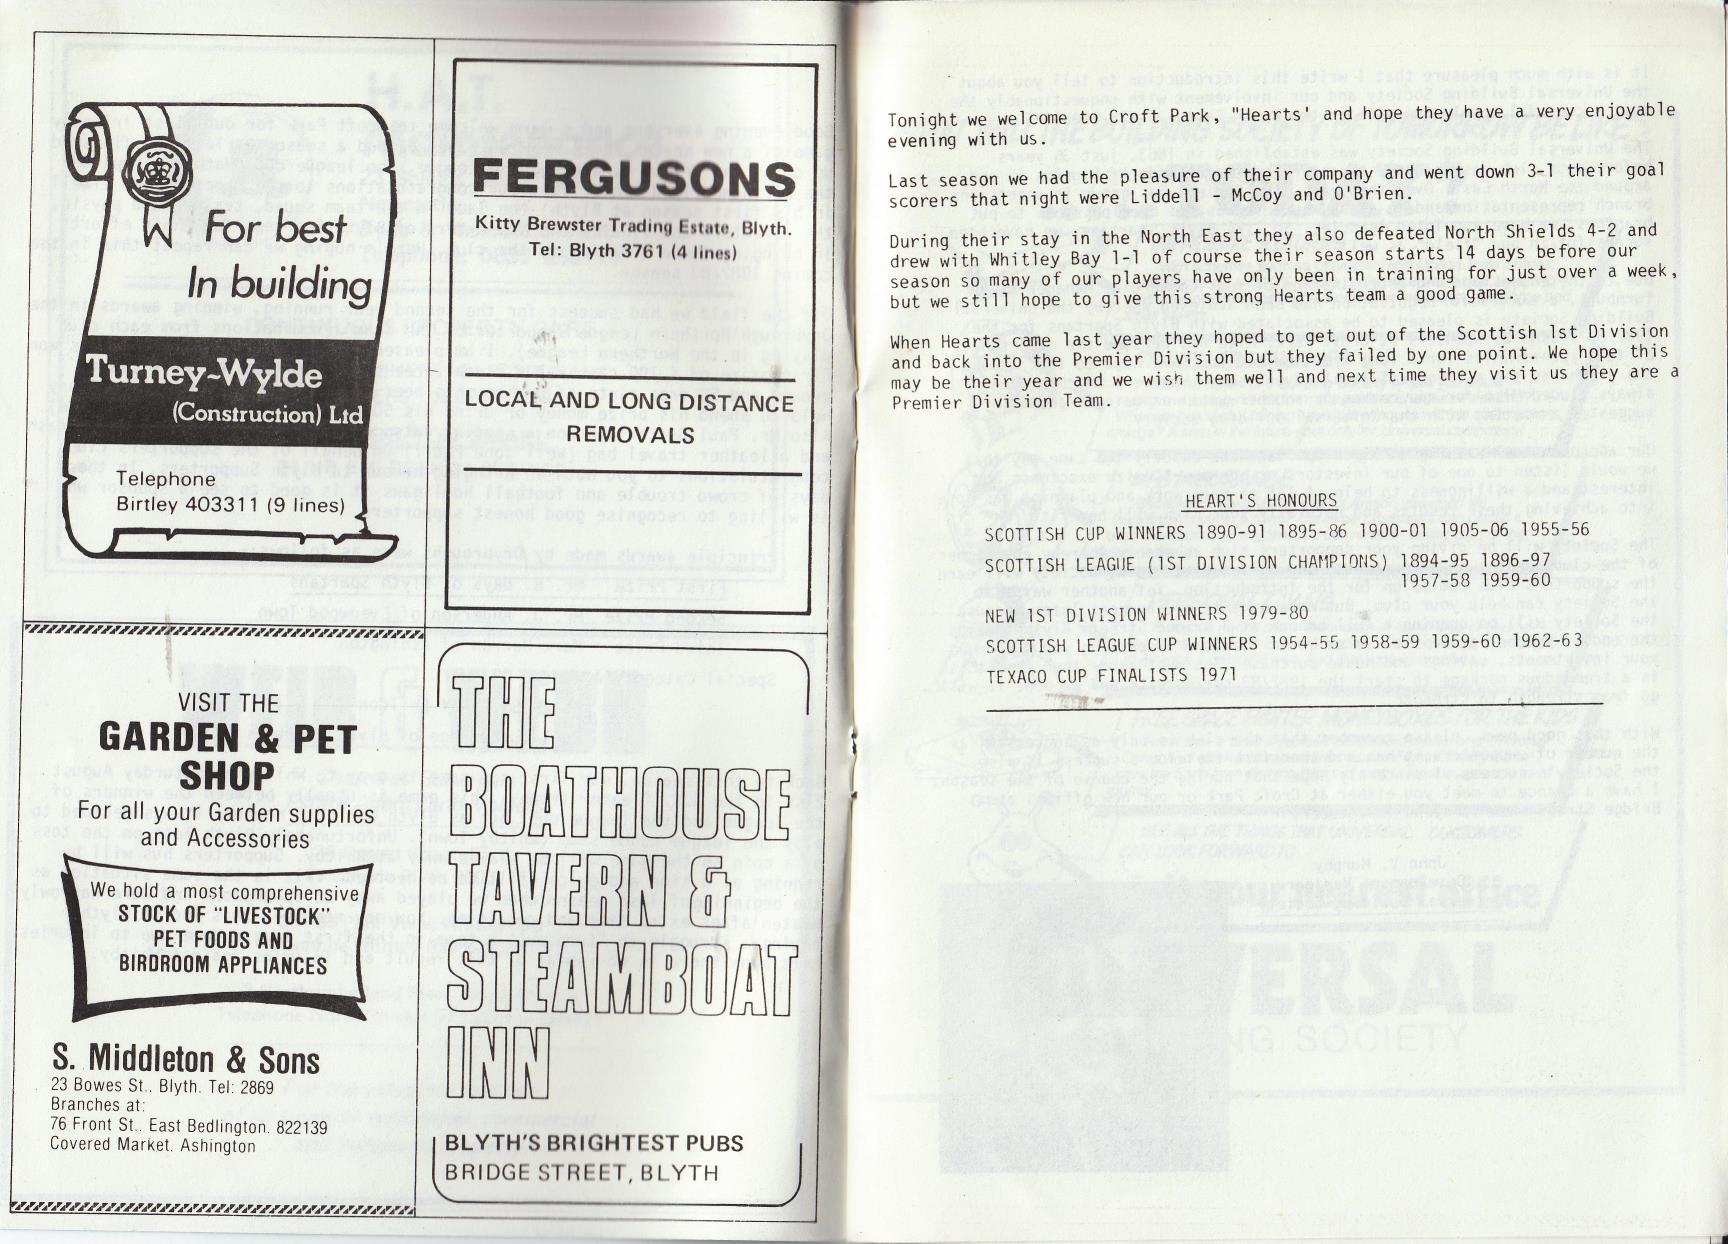 For best
In building
Turney~Wylde
(Construction) Ltd
Telephone
Birtley 403311 (9 lines)
FERGUSONS
Kitty Brewster Trading Estate, Blyth.
Tel: Blyth 3761 (4 lines)
LOCAL AND LONG DISTANCE
REMOVALS
VISIT THE
GARDEN & PET
SHOP
For all your Garden supplies
and Accessories
We hold a most comprehensive
STOCK OF "LIVESTOCK"
PET FOODS AND
BIRDROOM APPLIANCES
S. Middleton & Sons
23 Bowes St., Blyth. Tel: 2869
Branches at:
76 Front St., East Bedlington. 822139
Covered Market. Ashington
THE
BOATHOUSE
TAVERN &
STEAMBOAT
INN
BLYTH'S BRIGHTEST PUBS
BRIDGE STREET, BLYTH
Tonight we welcome to Croft Park, "Hearts' and hope they have a very enjoyable
evening with us.
Last season we had the pleasure of their company and went down 3-1 their goal
scorers that night were Liddell - McCoy and O'Brien.
During their stay in the North East they also defeated North Shields 4-2 and
drew with Whitley Bay 1-1 of course their season starts 14 days before our
season so many of our players have only been in training for just over a week,
but we still hope to give this strong Hearts team a good game.
When Hearts came last year they hoped to get out of the Scottish 1st Division
and back into the Premier Division but they failed by one point. We hope this
may be their year and we wish them well and next time they visit us they are a
Premier Division Team.
HEART'S HONOURS
SCOTTISH CUP WINNERS 1890-91 1895-86 1900-01 1905-06 1955-56
SCOTTISH LEAGUE (1ST DIVISION CHAMPIONS) 1894-95 1896-97
1957-58 1959-60
NEW 1ST DIVISION WINNERS 1979-80
SCOTTISH LEAGUE CUP WINNERS 1954-55 1958-59 1959-60 1962-63
TEXACO CUP FINALISTS 1971